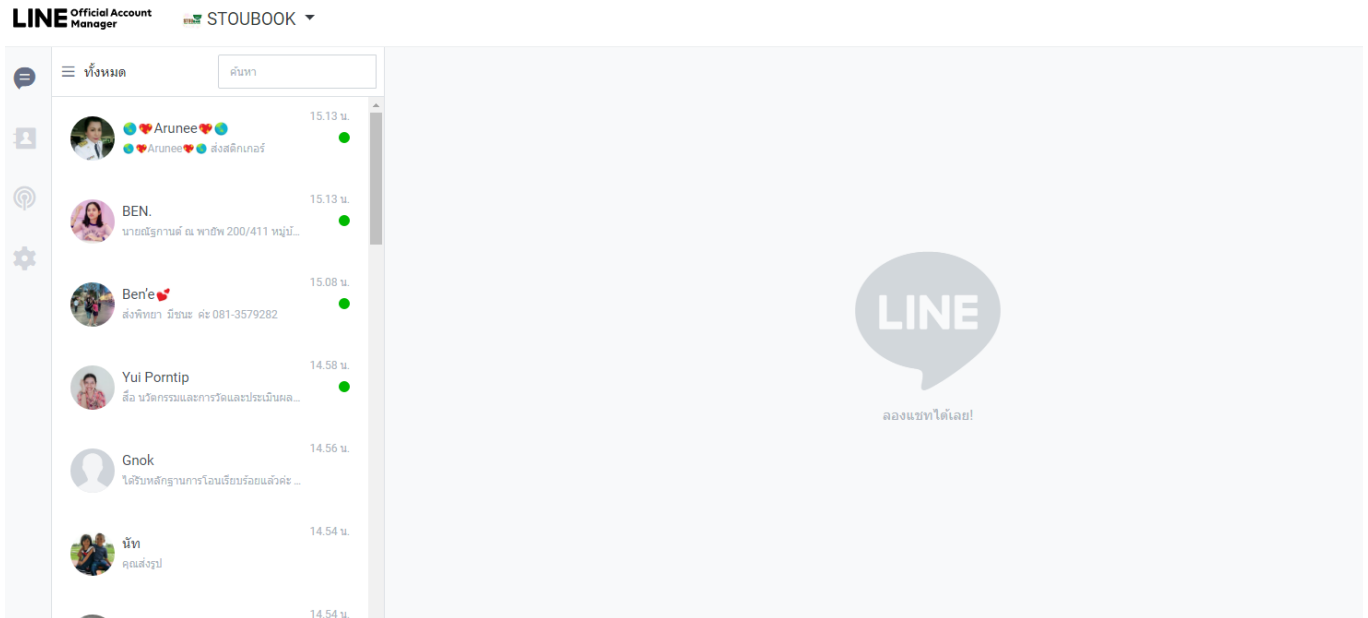 LINE Official Account Manager
STOUBOOK
ทั้งหมด
ค้นหา
🌏💖Arunee💖🌏
15.13 น.
🌏💖Arunee💖🌏 ส่งสติกเกอร์
BEN.
15.13 น.
นายณัฐกานต์ ณ พายัพ 200/411 หมู่บ้...
Ben'e💕
15.08 น.
ส่งพิทยา มีชนะ ค่ะ 081-3579282
Yui Porntip
14.58 น.
สื่อ นวัตกรรมและการวัดและประเมินผล...
Gnok
14.56 น.
ได้รับหลักฐานการโอนเรียบร้อยแล้วค่ะ ...
นัท
14.54 น.
คุณส่งรูป
14.54 น.
LINE
ลองแชทได้เลย!